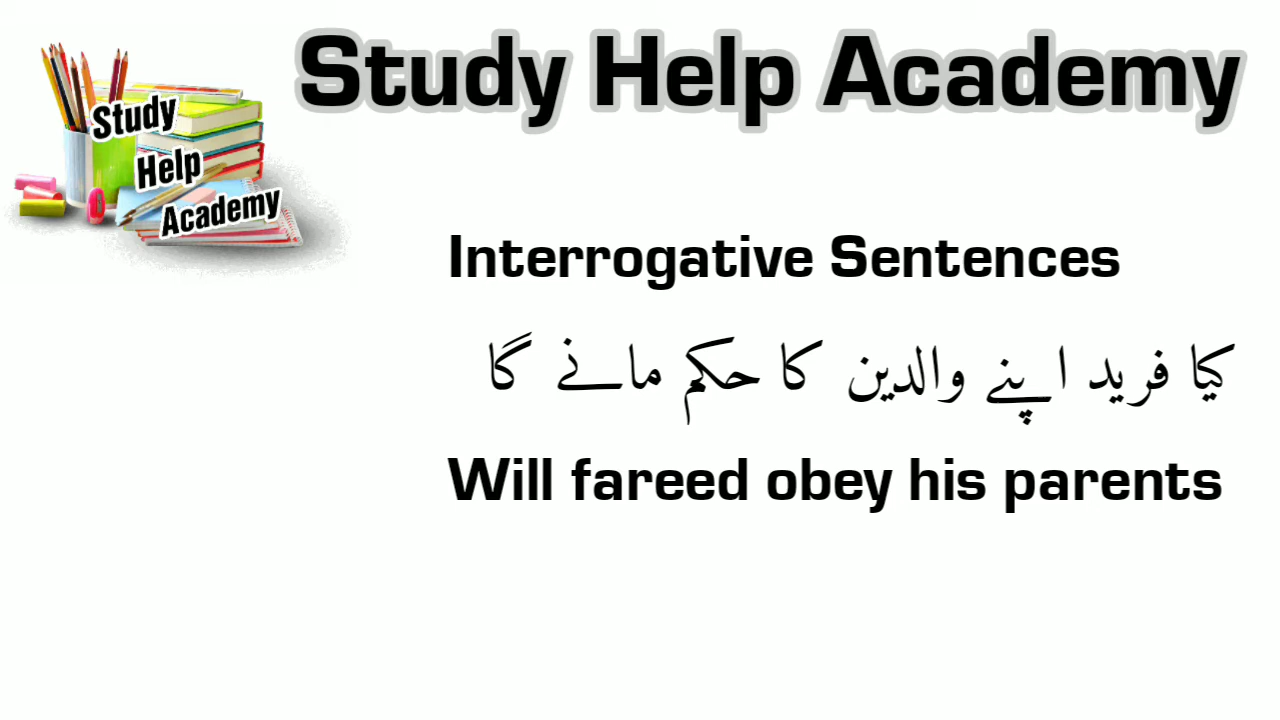 Study Help Academy
Study
Help
Academy
Interrogative Sentences
کیا فرید اپنے والدین کا حکم مانے گا
Will fareed obey his parents